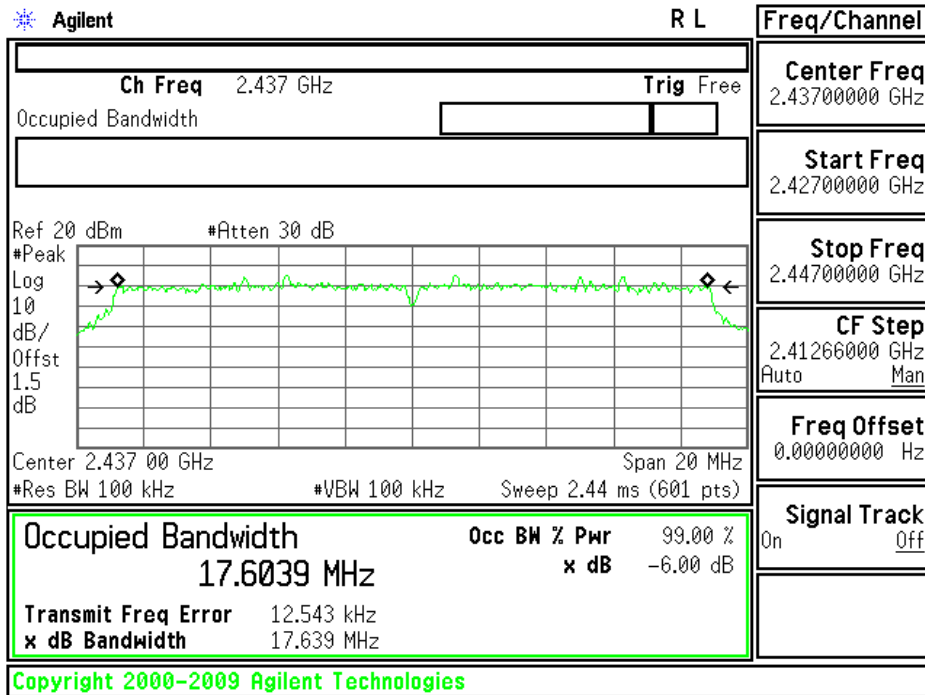 Agilent R L
Ch Freq 2.437 GHz Trig Free
Occupied Bandwidth
Ref 20 dBm #Atten 30 dB
#Peak
Log
10
dB/
Offst
1.5
dB
Center 2.437 00 GHz Span 20 MHz
#Res BW 100 kHz #VBW 100 kHz Sweep 2.44 ms (601 pts)
Occupied Bandwidth Occ BW % Pwr 99.00 %
17.6039 MHz x dB -6.00 dB
Transmit Freq Error 12.543 kHz
x dB Bandwidth 17.639 MHz
Freq/Channel
Center Freq
2.43700000 GHz
Start Freq
2.42700000 GHz
Stop Freq
2.44700000 GHz
CF Step
2.41266000 GHz
Auto Man
Freq Offset
0.00000000 Hz
Signal Track
On Off
Copyright 2000-2009 Agilent Technologies